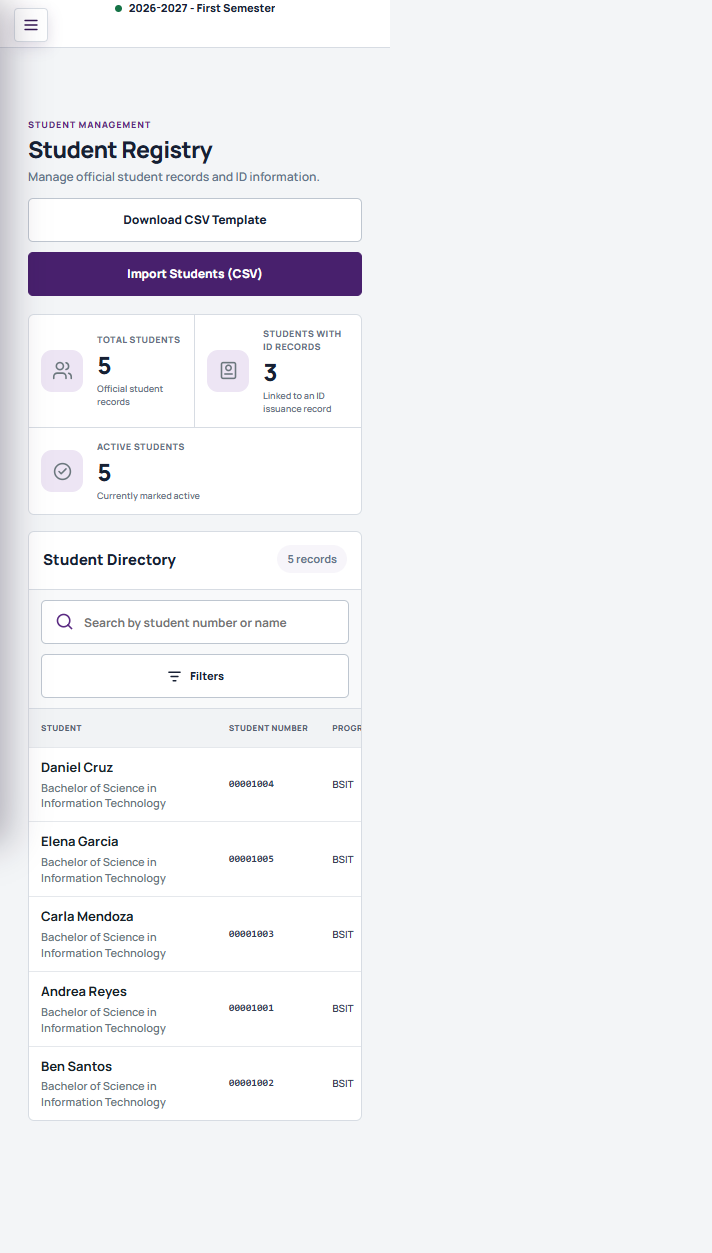 2026-2027 - First Semester
STUDENT MANAGEMENT
Student Registry
Manage official student records and ID information.
Download CSV Template
Import Students (CSV)
TOTAL STUDENTS
5
Official student
records
STUDENTS WITH
ID RECORDS
3
Linked to an ID
issuance record
ACTIVE STUDENTS
5
Currently marked active
Student Directory
5 records
Search by student number or name
Filters
STUDENT STUDENT NUMBER PROGR
Daniel Cruz
Bachelor of Science in
Information Technology
00001004
BSIT
Elena Garcia
Bachelor of Science in
Information Technology
00001005
BSIT
Carla Mendoza
Bachelor of Science in
Information Technology
00001003
BSIT
Andrea Reyes
Bachelor of Science in
Information Technology
00001001
BSIT
Ben Santos
Bachelor of Science in
Information Technology
00001002
BSIT